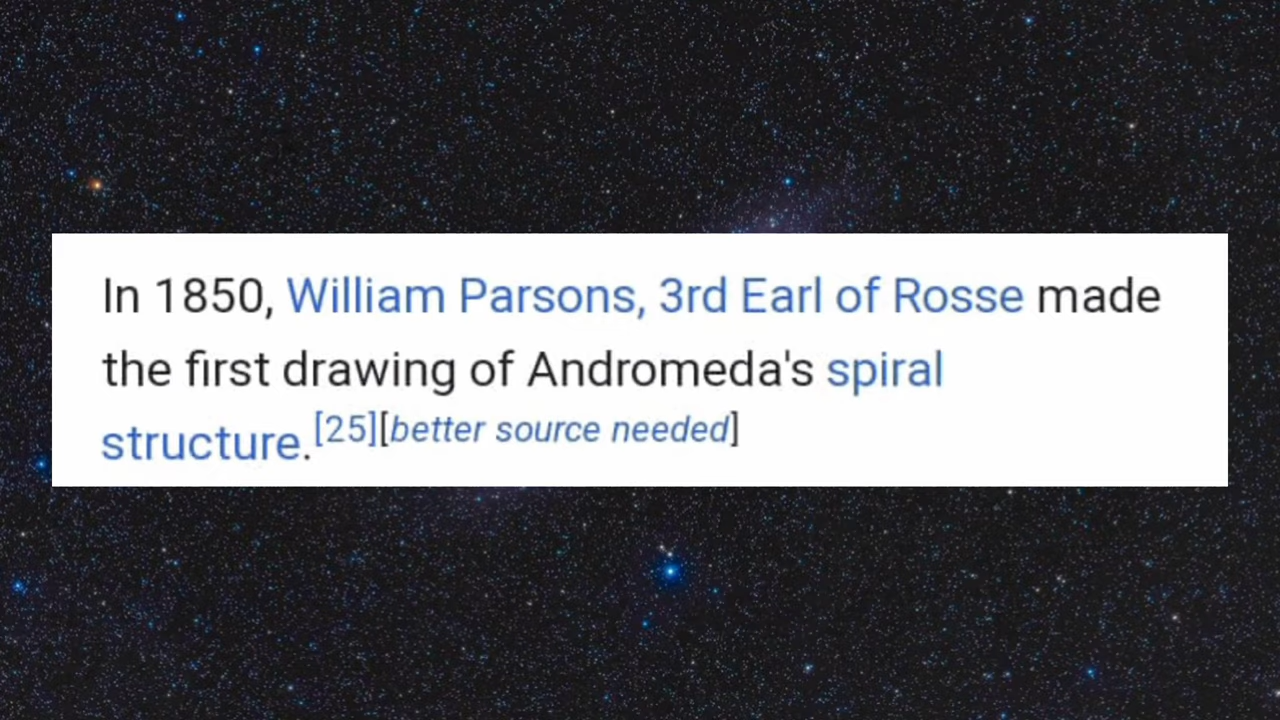 In 1850, William Parsons, 3rd Earl of Rosse made
the first drawing of Andromeda's spiral
structure.[25][better source needed]